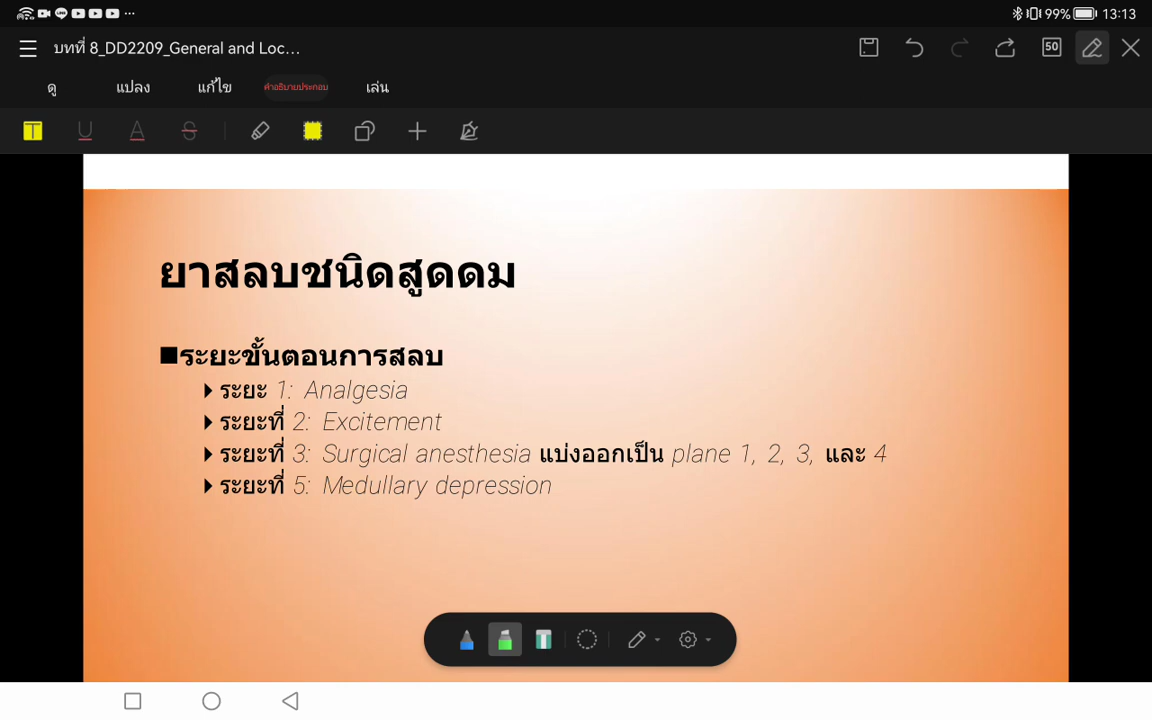 99% 13:13
บทที่ 8_DD2209_General and Loc...
50
ดู แปลง แก้ไข คำอธิบายประกอบ เล่น
T U A S
ยาสลบชนิดสูดดม
ระยะขั้นตอนการสลบ
ระยะ 1: Analgesia
ระยะที่ 2: Excitement
ระยะที่ 3: Surgical anesthesia แบ่งออกเป็น plane 1, 2, 3, และ 4
ระยะที่ 5: Medullary depression